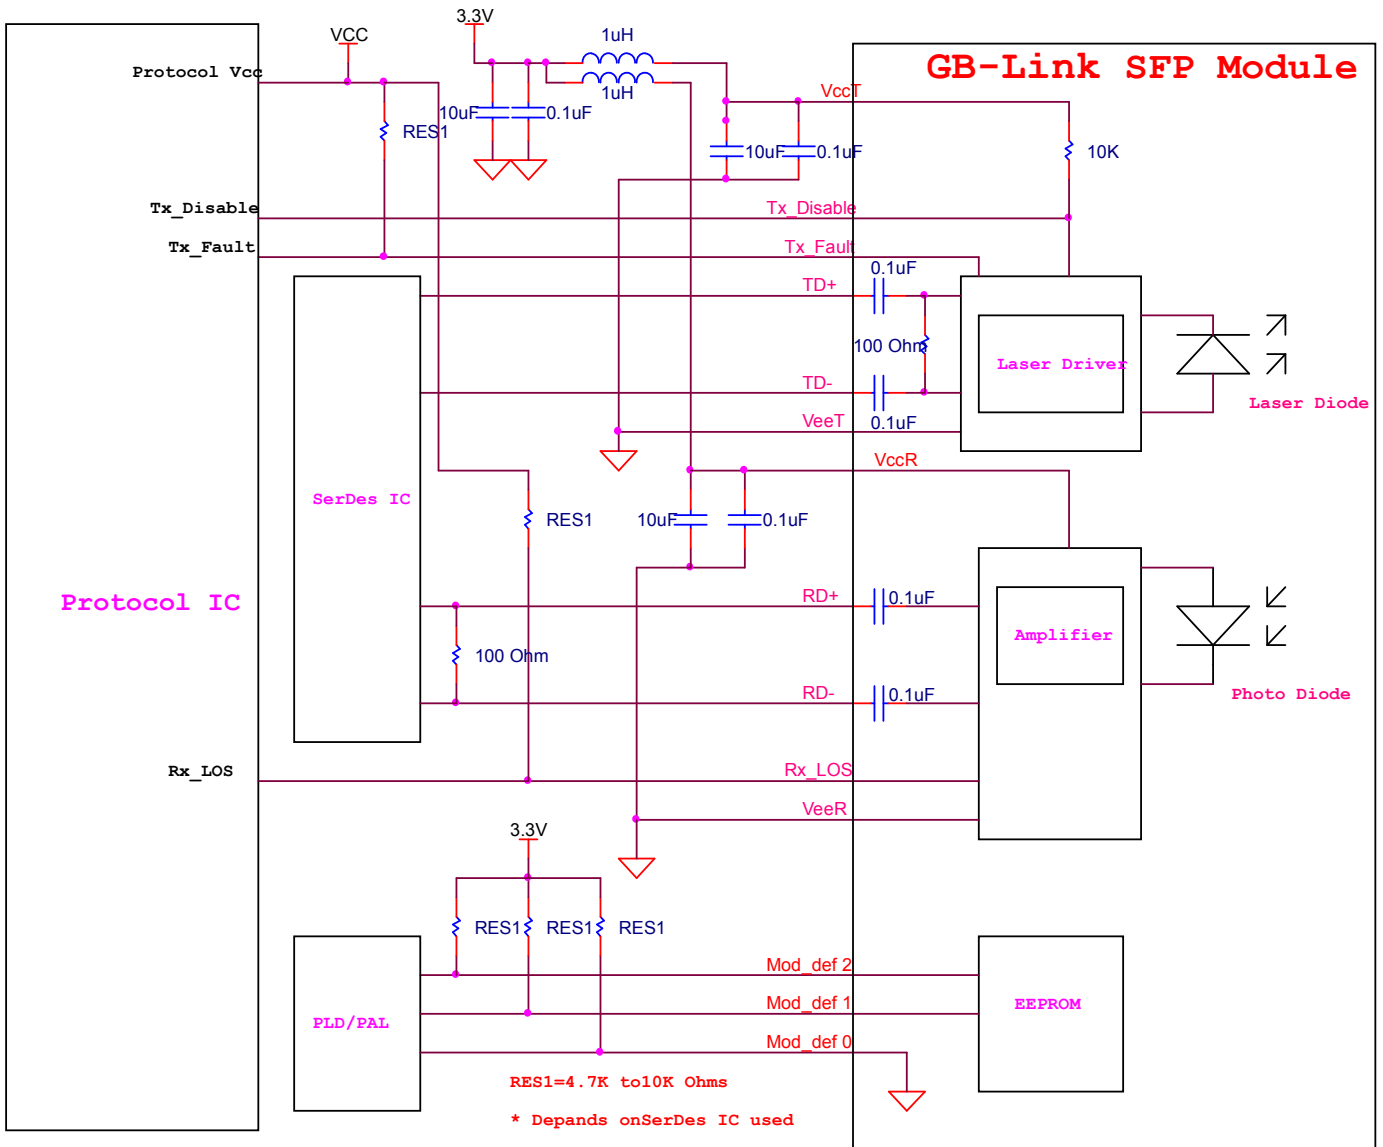 3.3V
VCC
1uH
GB-Link SFP Module
Protocol Vcc
1uH
VccT
10uF
0.1uF
RES1
10uF
0.1uF
10K
Tx_Disable
Tx_Disable
Tx_Fault
Tx_Fault
0.1uF
TD+
100 Ohm
Laser Driver
TD-
Laser Diode
VeeT
0.1uF
VccR
SerDes IC
RES1
10uF
0.1uF
Protocol IC
RD+
0.1uF
Amplifier
100 Ohm
RD-
0.1uF
Photo Diode
Rx_LOS
Rx_LOS
VeeR
3.3V
RES1
RES1
RES1
Mod_def 2
Mod_def 1
EEPROM
PLD/PAL
Mod_def 0
RES1=4.7K to10K Ohms
* Depands onSerDes IC used